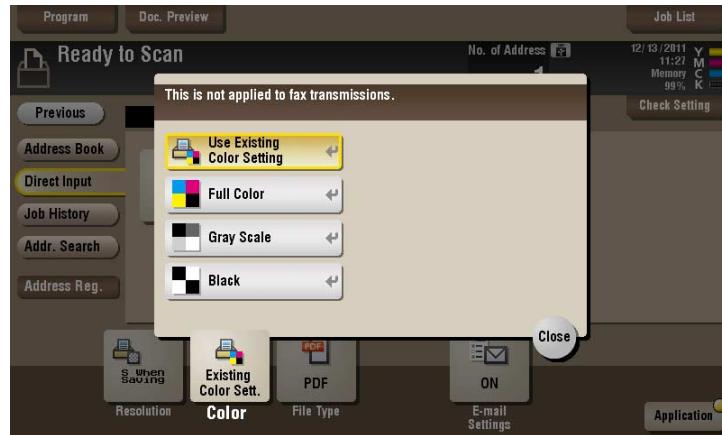 Program
Doc. Preview
Job List
Ready to Scan
No. of Address
12/13/2011
11:27
Memory
99%
Y
M
C
K
This is not applied to fax transmissions.
Previous
Check Setting
Address Book
Direct Input
Job History
Addr. Search
Address Reg.
Use Existing
Color Setting
Full Color
Gray Scale
Black
Close
S When
Saving
Existing
Color Sett.
PDF
PDF
ON
Resolution
Color
File Type
E-mail
Settings
Application